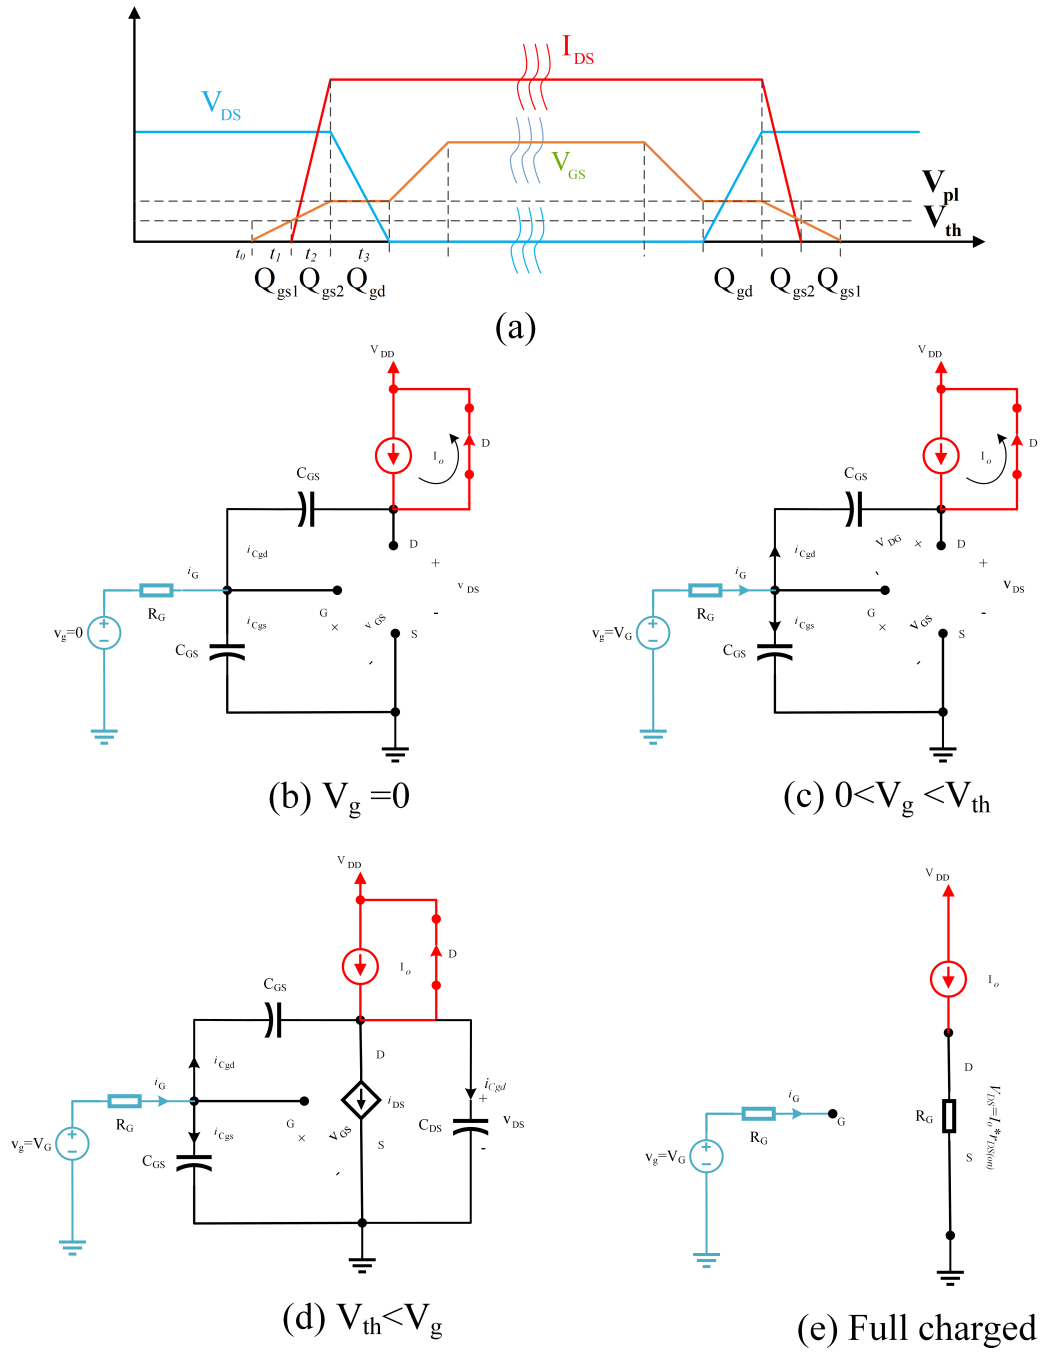 I DS
V DS
V GS
V pl
V th
t0 t1 t2 t3
Q gs1 Q gs2 Q gd Q gd Q gs2 Q gs1
(a)
V DD
D
I o
C GS
D
i Cgd
+
v DS
i G
R G
G
+
v GS
-
-
i Cgs
S
v g =0
+
−
C GS
(b) V g =0
V DD
D
I o
C GS
V DG
+
-
D
i Cgd
+
v DS
i G
R G
G
+
v GS
-
-
i Cgs
S
v g =V G
+
−
C GS
(c) 0<V g <V th
V DD
D
I o
C GS
D
i Cgd
i Cgd
+
v DS
-
i G
i DS
R G
G
+
v GS
-
C DS
i Cgs
S
v g =V G
+
−
C GS
(d) V th <V g
V DD
I o
D
V DS =I o *r DS(on)
i G
G
R G
R G
S
v g =V G
+
−
(e) Full charged